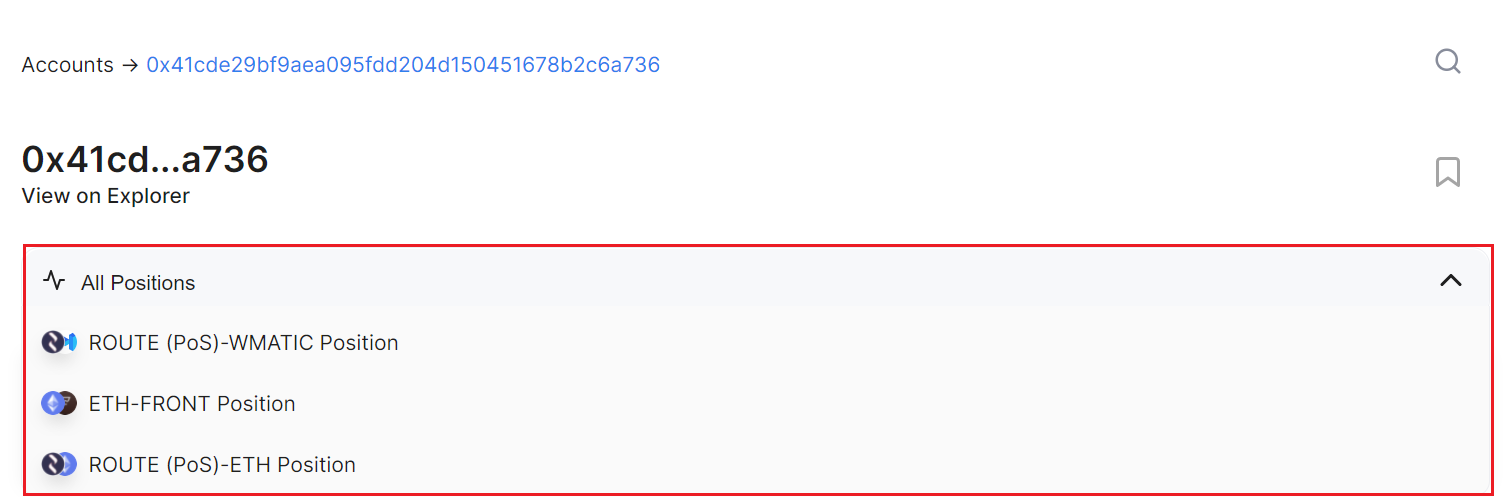 Accounts → 0x41cde29bf9aea095fdd204d150451678b2c6a736
0x41cd...a736
View on Explorer
All Positions
ROUTE (PoS)-WMATIC Position
ETH-FRONT Position
ROUTE (PoS)-ETH Position